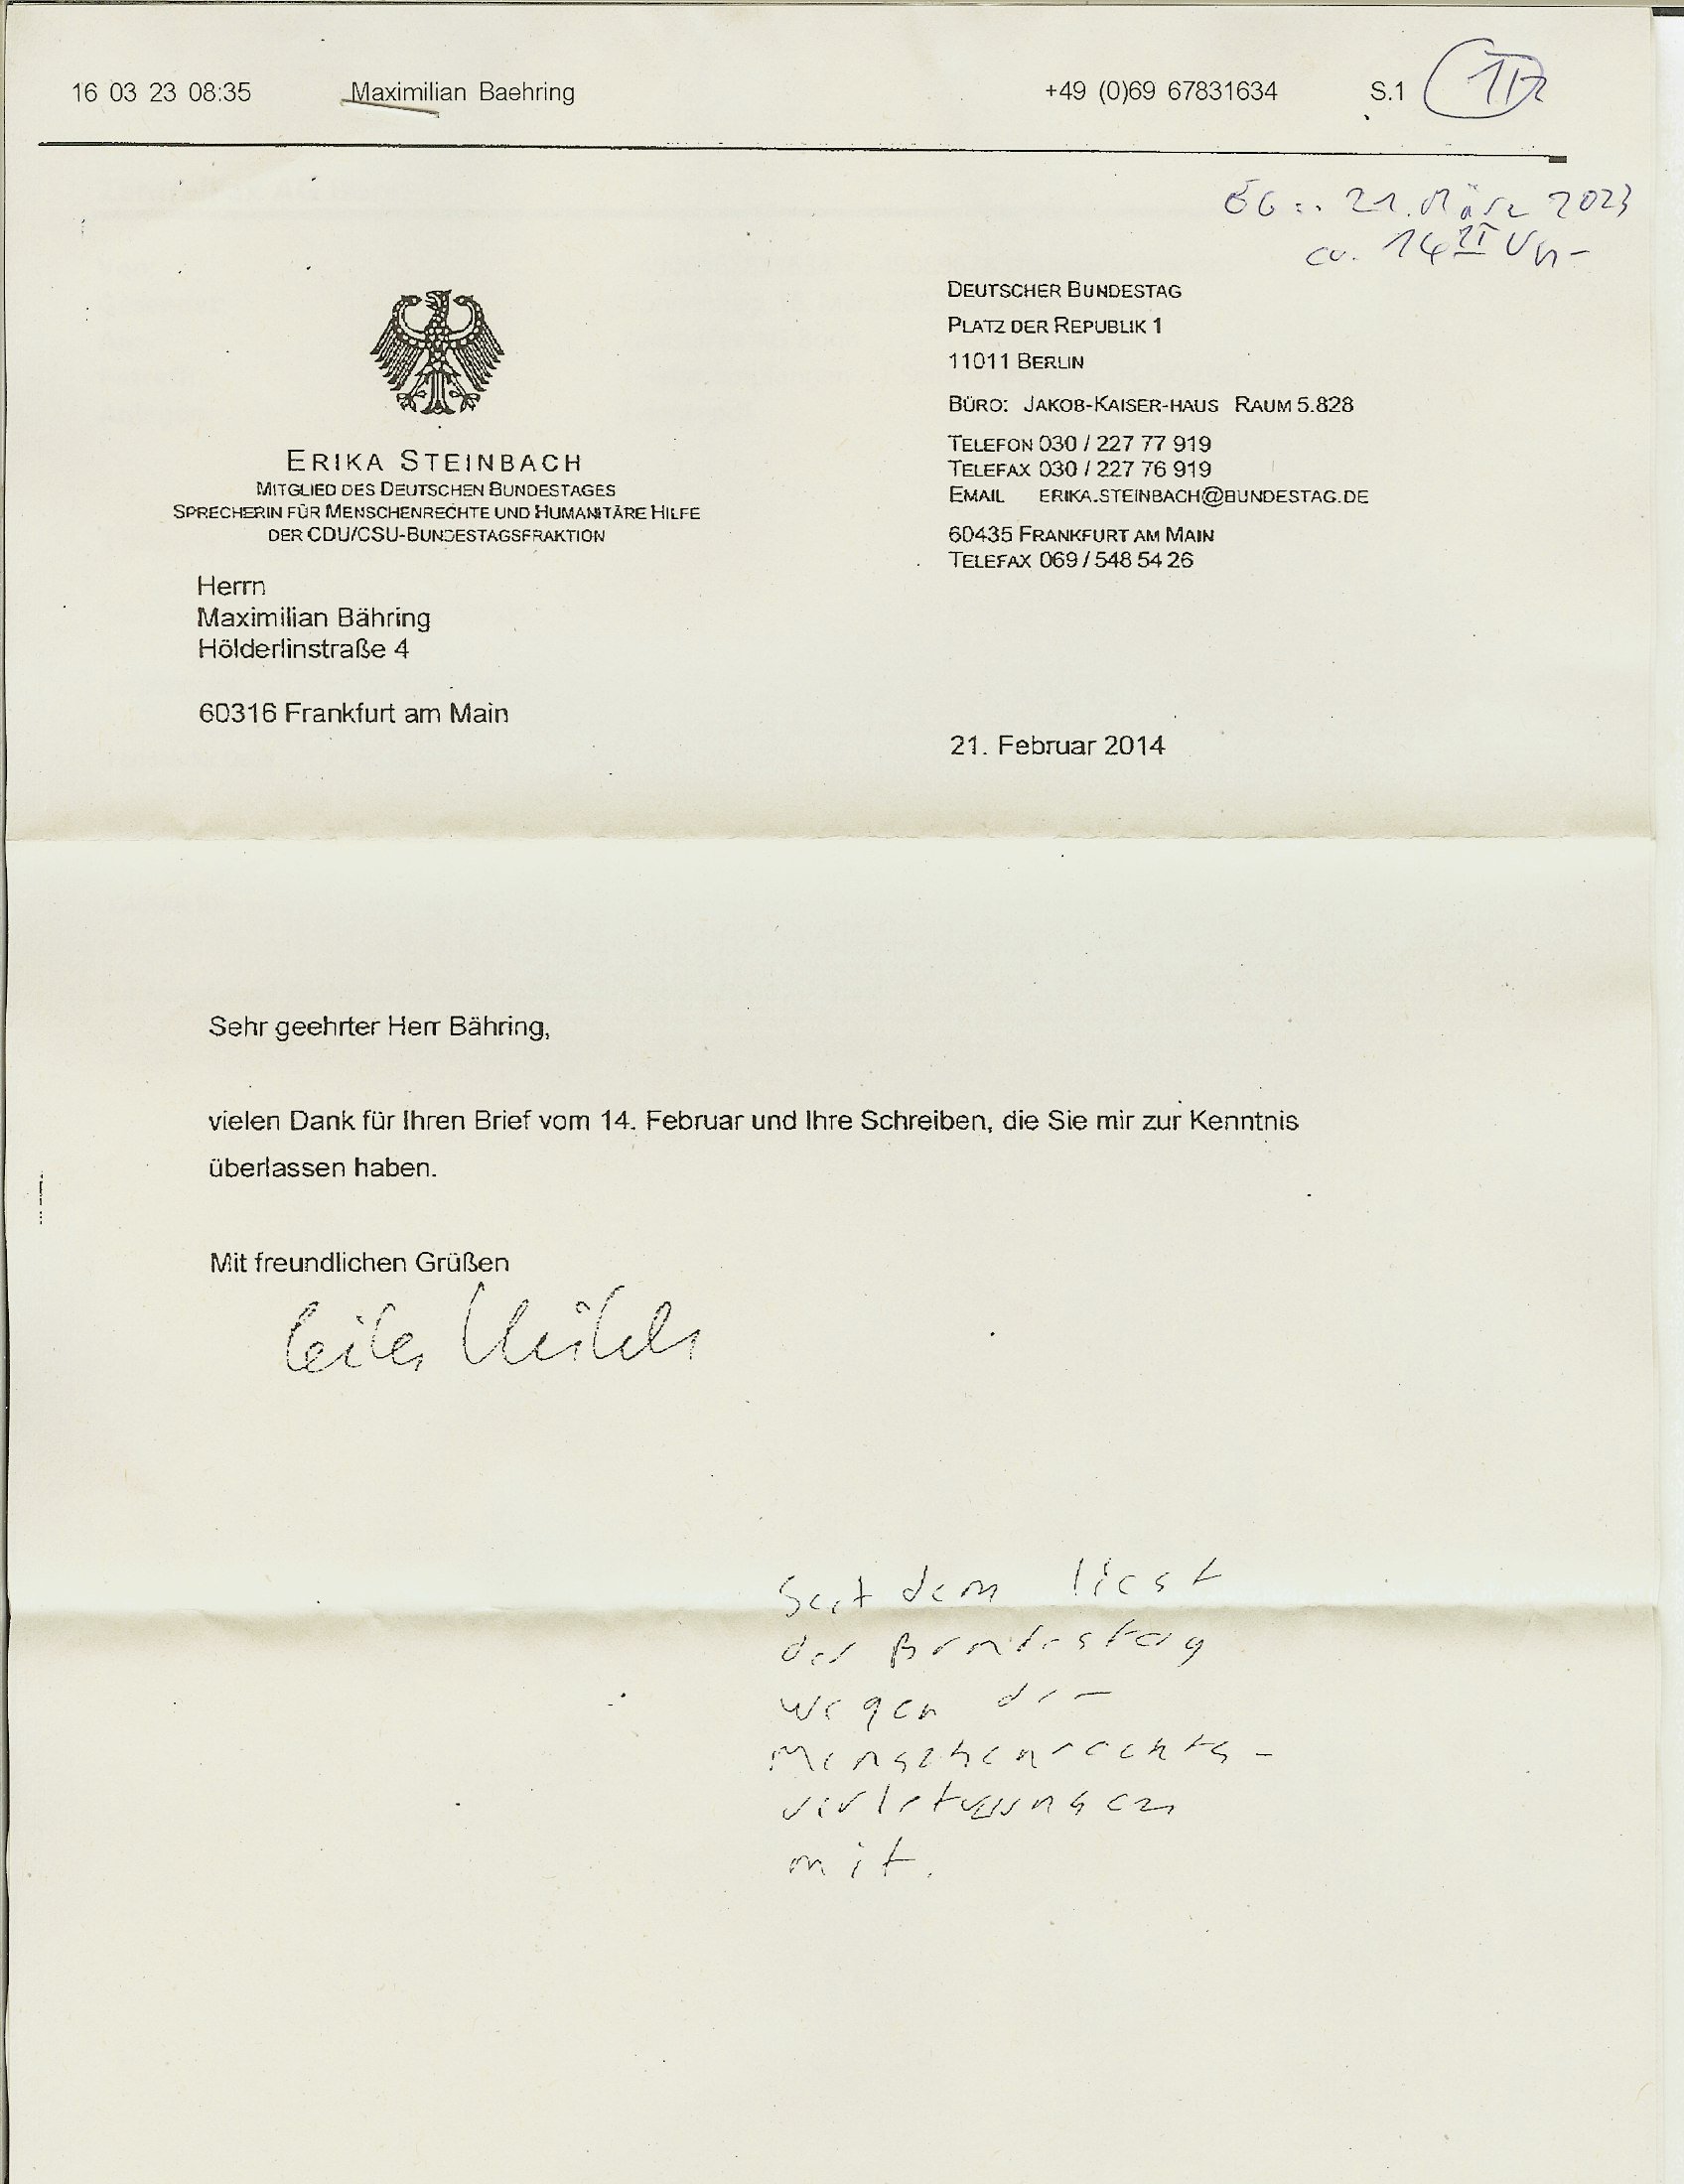 16 03 23 08:35 Maximilian Baehring +49 (0)69 67831634 S.1
21. März 2023
ca. 14
DEUTSCHER BUNDESTAG
PLATZ DER REPUBLIK 1
11011 BERLIN
BÜRO: JAKOB-KAISER-HAUS RAUM 5.828
TELEFON 030 / 227 77 919
TELEFAX 030 / 227 76 919
EMAIL ERIKA.STEINBACH@BUNDESTAG.DE
60435 FRANKFURT AM MAIN
TELEFAX 069 / 548 54 26
ERIKA STEINBACH
MITGLIED DES DEUTSCHEN BUNDESTAGES
SPRECHERIN FÜR MENSCHENRECHTE UND HUMANITÄRE HILFE
DER CDU/CSU-BUNDESTAGSFRAKTION
Herrn
Maximilian Bähring
Hölderlinstraße 4
60316 Frankfurt am Main
21. Februar 2014
Sehr geehrter Herr Bähring,
vielen Dank für Ihren Brief vom 14. Februar und Ihre Schreiben, die Sie mir zur Kenntnis
überlassen haben.
Mit freundlichen Grüßen
Seit dem liest
der Bundestag
wegen der
Menschenrechts-
verletzungen
mit.